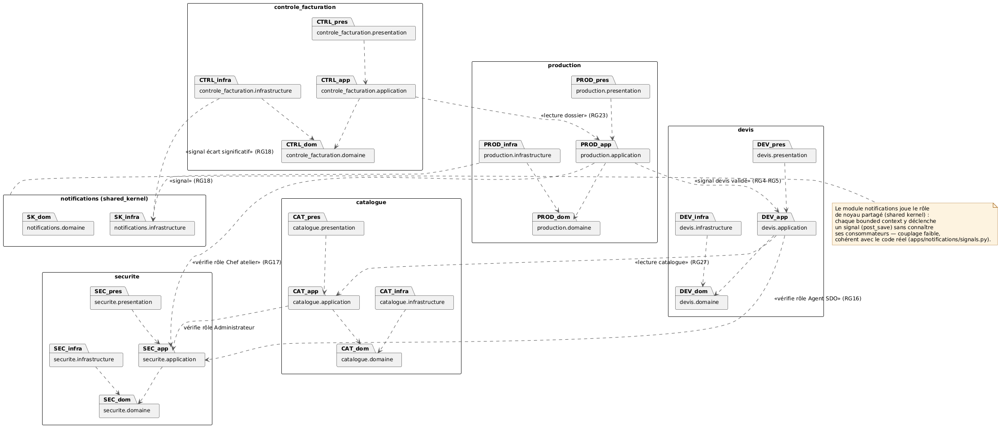 controle_facturation
CTRL_pres
controle_facturation.presentation
CTRL_infra
controle_facturation.infrastructure
CTRL_app
controle_facturation.application
CTRL_dom
controle_facturation.domaine
«signal écart significatif» (RG18)
production
PROD_pres
production.presentation
«lecture dossier» (RG23)
PROD_infra
production.infrastructure
PROD_app
production.application
PROD_dom
production.domaine
devis
DEV_pres
devis.presentation
«signal devis validé» (RG4-RG5)
DEV_infra
devis.infrastructure
DEV_app
devis.application
DEV_dom
devis.domaine
«signal» (RG18)
notifications (shared_kernel)
SK_dom
notifications.domaine
SK_infra
notifications.infrastructure
catalogue
CAT_pres
catalogue.presentation
CAT_app
catalogue.application
CAT_infra
catalogue.infrastructure
CAT_dom
catalogue.domaine
Le module notifications joue le rôle
de noyau partagé (shared kernel) :
chaque bounded context y déclenche
un signal (post_save) sans connaître
ses consommateurs — couplage faible,
cohérent avec le code réel (apps/notifications/signals.py).
«vérifie rôle Chef atelier» (RG17)
«lecture catalogue» (RG27)
«vérifie rôle Agent SDO» (RG16)
vérifie rôle Administrateur
securite
SEC_pres
securite.presentation
SEC_infra
securite.infrastructure
SEC_app
securite.application
SEC_dom
securite.domaine